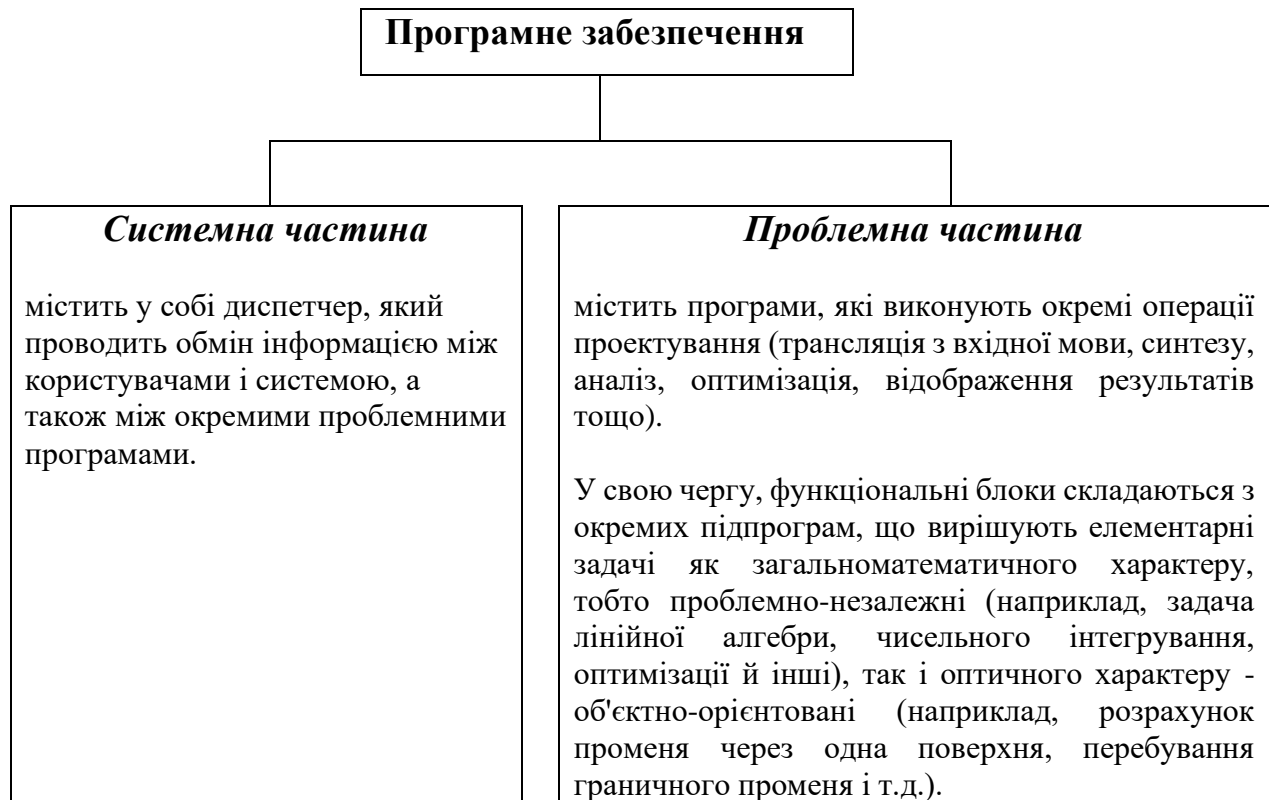 Програмне забезпечення
Системна частина
містить у собі диспетчер, який
проводить обмін інформацією між
користувачами і системою, а
також між окремими проблемними
програмами.
Проблемна частина
містить програми, які виконують окремі операції
проектування (трансляція з вхідної мови, синтезу,
аналіз, оптимізація, відображення результатів
тощо).
У свою чергу, функціональні блоки складаються з
окремих підпрограм, що вирішують елементарні
задачі як загальноматематичного характеру,
тобто проблемно-незалежні (наприклад, задача
лінійної алгебри, чисельного інтегрування,
оптимізації й інші), так і оптичного характеру -
об'єктно-орієнтовані (наприклад, розрахунок
променя через одна поверхня, перебування
граничного променя і т.д.).